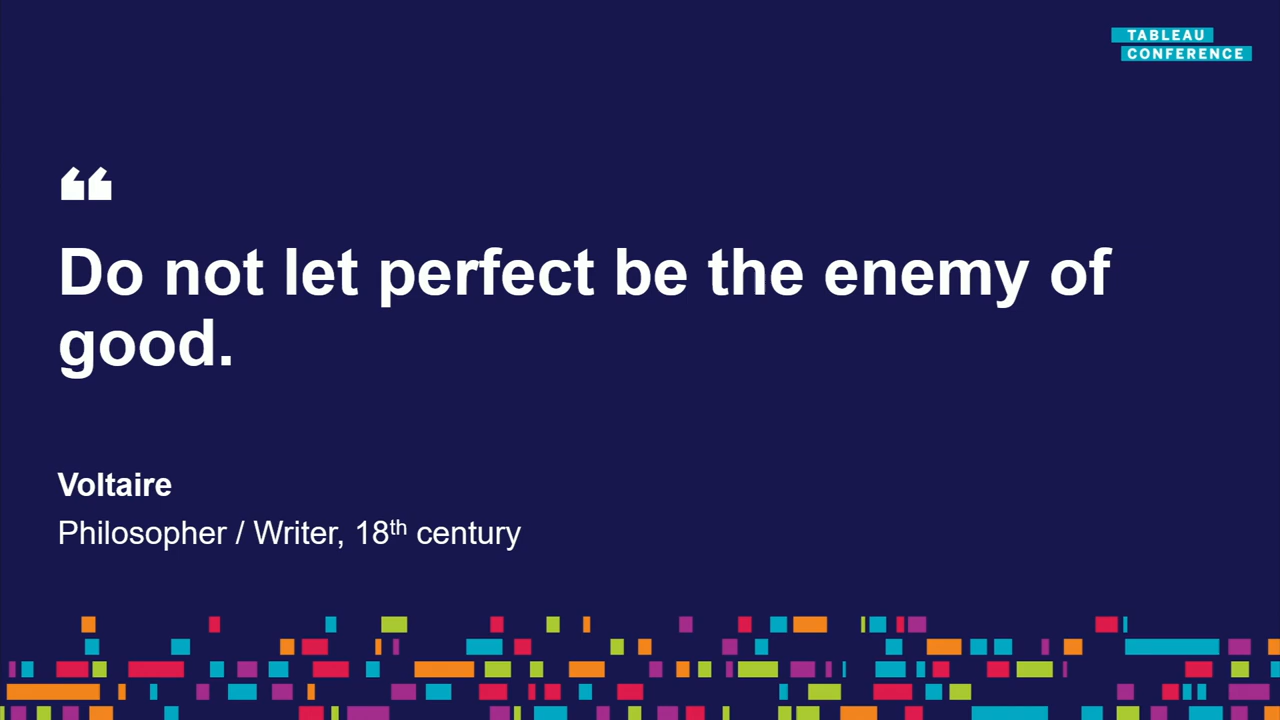 TABLEAU
CONFERENCE
“
Do not let perfect be the enemy of
good.
Voltaire
Philosopher / Writer, 18th century